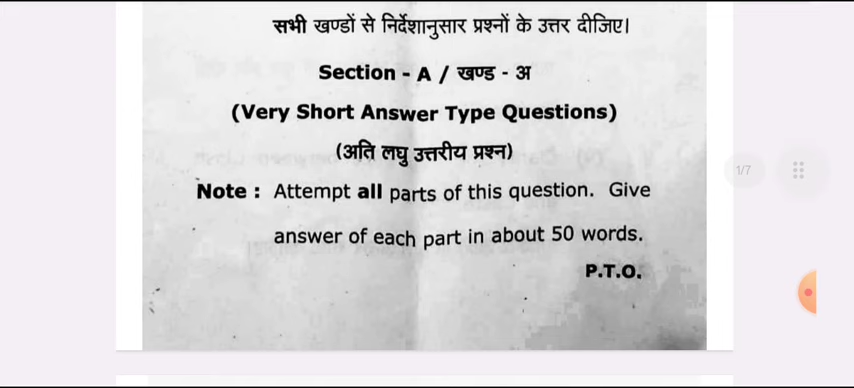 सभी खण्डों से निर्देशानुसार प्रश्नों के उत्तर दीजिए।
Section - A / खण्ड - अ
(Very Short Answer Type Questions)
(अति लघु उत्तरीय प्रश्न)
Note : Attempt all parts of this question. Give
1/7
answer of each part in about 50 words.
P.T.O.